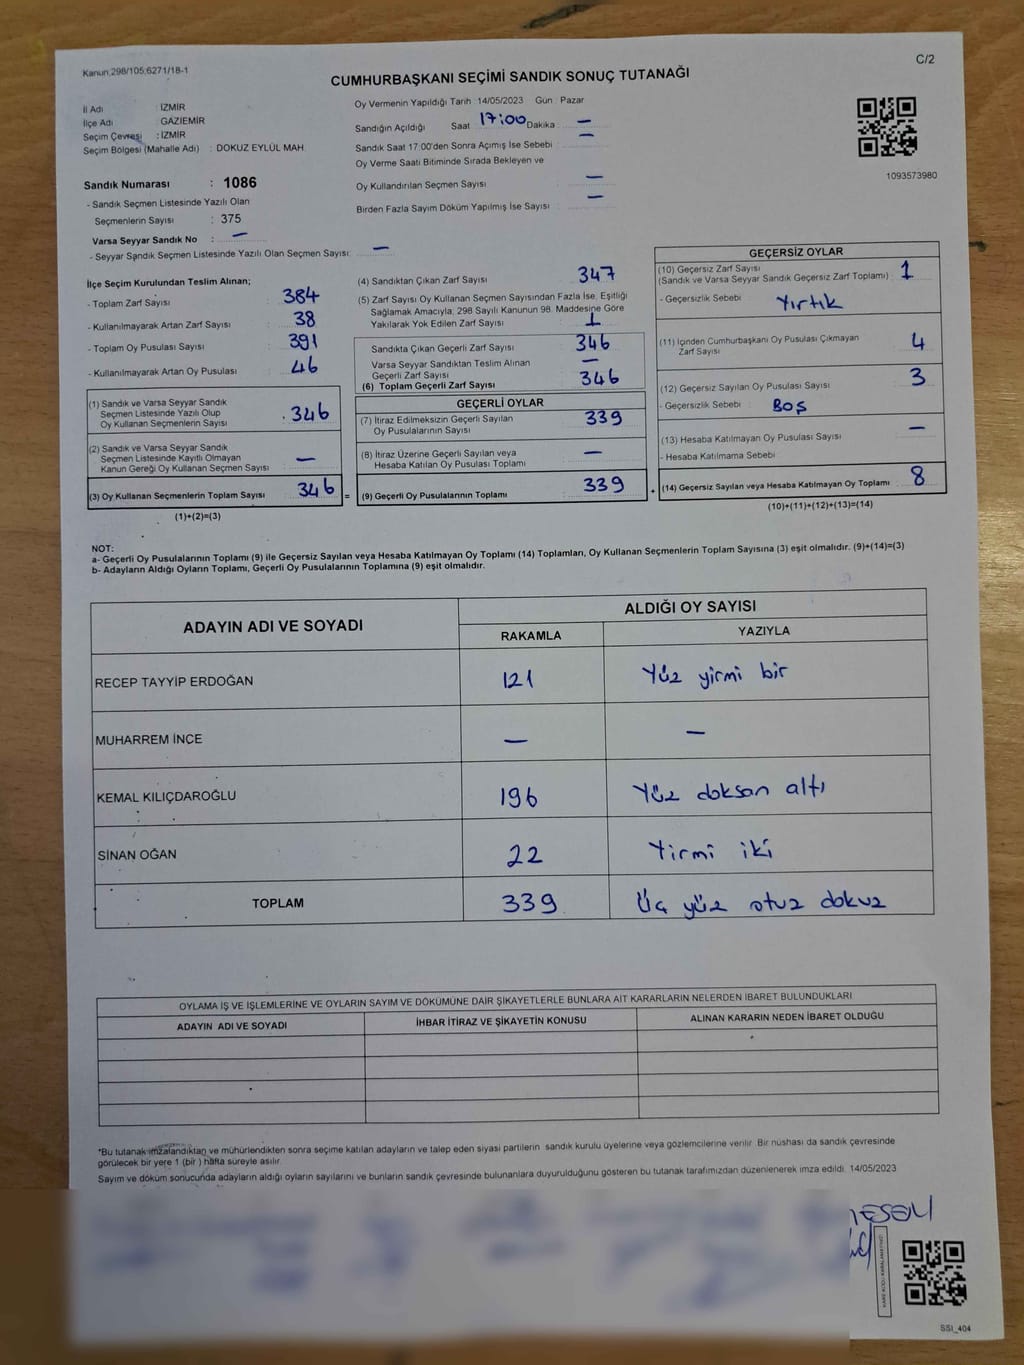 Kanun:298/105;6271/18-1
C/2
CUMHURBAŞKANI SEÇİMİ SANDIK SONUÇ TUTANAĞI
İl Adı : İZMİR
İlçe Adı : GAZİEMİR
Seçim Çevresi : İZMİR
Seçim Bölgesi (Mahalle Adı) : DOKUZ EYLÜL MAH.
Sandık Numarası : 1086
- Sandık Seçmen Listesinde Yazılı Olan
Seçmenlerin Sayısı : 375
Varsa Seyyar Sandık No : —
- Seyyar Sandık Seçmen Listesinde Yazılı Olan Seçmen Sayısı: —
Oy Vermenin Yapıldığı Tarih : 14/05/2023 Gün : Pazar
Sandığın Açıldığı Saat 17:00 Dakika : —
Sandık Saat 17:00'den Sonra Açımış İse Sebebi : —
Oy Verme Saati Bitiminde Sırada Bekleyen ve
Oy Kullandırılan Seçmen Sayısı : —
Birden Fazla Sayım Döküm Yapılmış İse Sayısı : —
1093573980
İlçe Seçim Kurulundan Teslim Alınan;
- Toplam Zarf Sayısı : 384
- Kullanılmayarak Artan Zarf Sayısı : 38
- Toplam Oy Pusulası Sayısı : 391
- Kullanılmayarak Artan Oy Pusulası : 46
(1) Sandık ve Varsa Seyyar Sandık
Seçmen Listesinde Yazılı Olup
Oy Kullanan Seçmenlerin Sayısı : 346
(2) Sandık ve Varsa Seyyar Sandık
Seçmen Listesinde Kayıtlı Olmayan
Kanun Gereği Oy Kullanan Seçmen Sayısı : —
(3) Oy Kullanan Seçmenlerin Toplam Sayısı : 346 =
(1)+(2)=(3)
(4) Sandıktan Çıkan Zarf Sayısı : 347
(5) Zarf Sayısı Oy Kullanan Seçmen Sayısından Fazla İse, Eşitliği
Sağlamak Amacıyla, 298 Sayılı Kanunun 98. Maddesine Göre
Yakılarak Yok Edilen Zarf Sayısı : 1
Sandıkta Çıkan Geçerli Zarf Sayısı : 346
Varsa Seyyar Sandıktan Teslim Alınan
Geçerli Zarf Sayısı : —
(6) Toplam Geçerli Zarf Sayısı : 346
GEÇERLİ OYLAR
(7) İtiraz Edilmeksizin Geçerli Sayılan
Oy Pusulalarının Sayısı : 339
(8) İtiraz Üzerine Geçerli Sayılan veya
Hesaba Katılan Oy Pusulası Toplamı : —
(9) Geçerli Oy Pusulalarının Toplamı : 339 +
GEÇERSİZ OYLAR
(10) Geçersiz Zarf Sayısı
(Sandık ve Varsa Seyyar Sandık Geçersiz Zarf Toplamı) : 1
- Geçersizlik Sebebi : Yırtık
(11) İçinden Cumhurbaşkanı Oy Pusulası Çıkmayan
Zarf Sayısı : 4
(12) Geçersiz Sayılan Oy Pusulası Sayısı : 3
- Geçersizlik Sebebi : Boş
(13) Hesaba Katılmayan Oy Pusulası Sayısı : —
- Hesaba Katılmama Sebebi :
(14) Geçersiz Sayılan veya Hesaba Katılmayan Oy Toplamı : 8
(10)+(11)+(12)+(13)=(14)
NOT:
a- Geçerli Oy Pusulalarının Toplamı (9) ile Geçersiz Sayılan veya Hesaba Katılmayan Oy Toplamı (14) Toplamları, Oy Kullanan Seçmenlerin Toplam Sayısına (3) eşit olmalıdır. (9)+(14)=(3)
b- Adayların Aldığı Oyların Toplamı, Geçerli Oy Pusulalarının Toplamına (9) eşit olmalıdır.
ADAYIN ADI VE SOYADI ALDIĞI OY SAYISI
RAKAMLA YAZIYLA
RECEP TAYYİP ERDOĞAN 121 Yüz yirmi bir
MUHARREM İNCE — —
KEMAL KILIÇDAROĞLU 196 Yüz doksan altı
SİNAN OĞAN 22 Yirmi iki
TOPLAM 339 Üç yüz otuz dokuz
OYLAMA İŞ VE İŞLEMLERİNE VE OYLARIN SAYIM VE DÖKÜMÜNE DAİR ŞİKAYETLERLE BUNLARA AİT KARARLARIN NELERDEN İBARET BULUNDUKLARI
ADAYIN ADI VE SOYADI İHBAR İTİRAZ VE ŞİKAYETİN KONUSU ALINAN KARARIN NEDEN İBARET OLDUĞU
*Bu tutanak imzalandıktan ve mühürlendikten sonra seçime katılan adayların ve talep eden siyasi partilerin sandık kurulu üyelerine veya gözlemcilerine verilir. Bir nüshası da sandık çevresinde
görülecek bir yere 1 (bir ) hafta süreyle asılır.
Sayım ve döküm sonucunda adayların aldığı oyların sayılarını ve bunların sandık çevresinde bulunanlara duyurulduğunu gösteren bu tutanak tarafımızdan düzenlenerek imza edildi. 14/05/2023
SSI_404